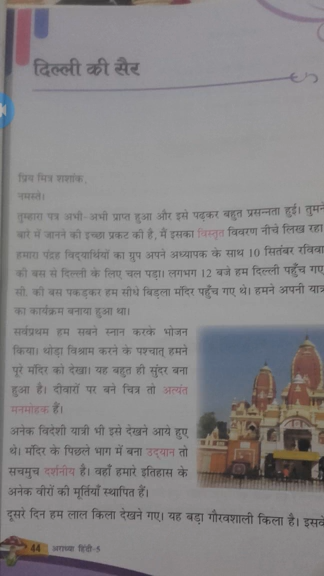 दिल्ली की सैर
प्रिय मित्र शशांक,
नमस्ते।
तुम्हारा पत्र अभी-अभी प्राप्त हुआ और इसे पढ़कर बहुत प्रसन्नता हुई। तुमने
बारे में जानने की इच्छा प्रकट की है, मैं इसका विस्तृत विवरण नीचे लिख रहा
हमारा पंद्रह विद्यार्थियों का ग्रुप अपने अध्यापक के साथ 10 सितंबर रविवा
की बस से दिल्ली के लिए चल पड़ा। लगभग 12 बजे हम दिल्ली पहुँच गए
सी. की बस पकड़कर हम सीधे बिड़ला मंदिर पहुँच गए थे। हमने अपनी यात्र
का कार्यक्रम बनाया हुआ था।
सर्वप्रथम हम सबने स्नान करके भोजन
किया। थोड़ा विश्राम करने के पश्चात् हमने
पूरे मंदिर को देखा। यह बहुत ही सुंदर बना
हुआ है। दीवारों पर बने चित्र तो अत्यंत
मनमोहक हैं।
अनेक विदेशी यात्री भी इसे देखने आये हुए
थे। मंदिर के पिछले भाग में बना उद्यान तो
सचमुच दर्शनीय है। वहाँ हमारे इतिहास के
अनेक वीरों की मूर्तियाँ स्थापित हैं।
दूसरे दिन हम लाल किला देखने गए। यह बड़ा गौरवशाली किला है। इसक
44 आराध्या हिंदी-5